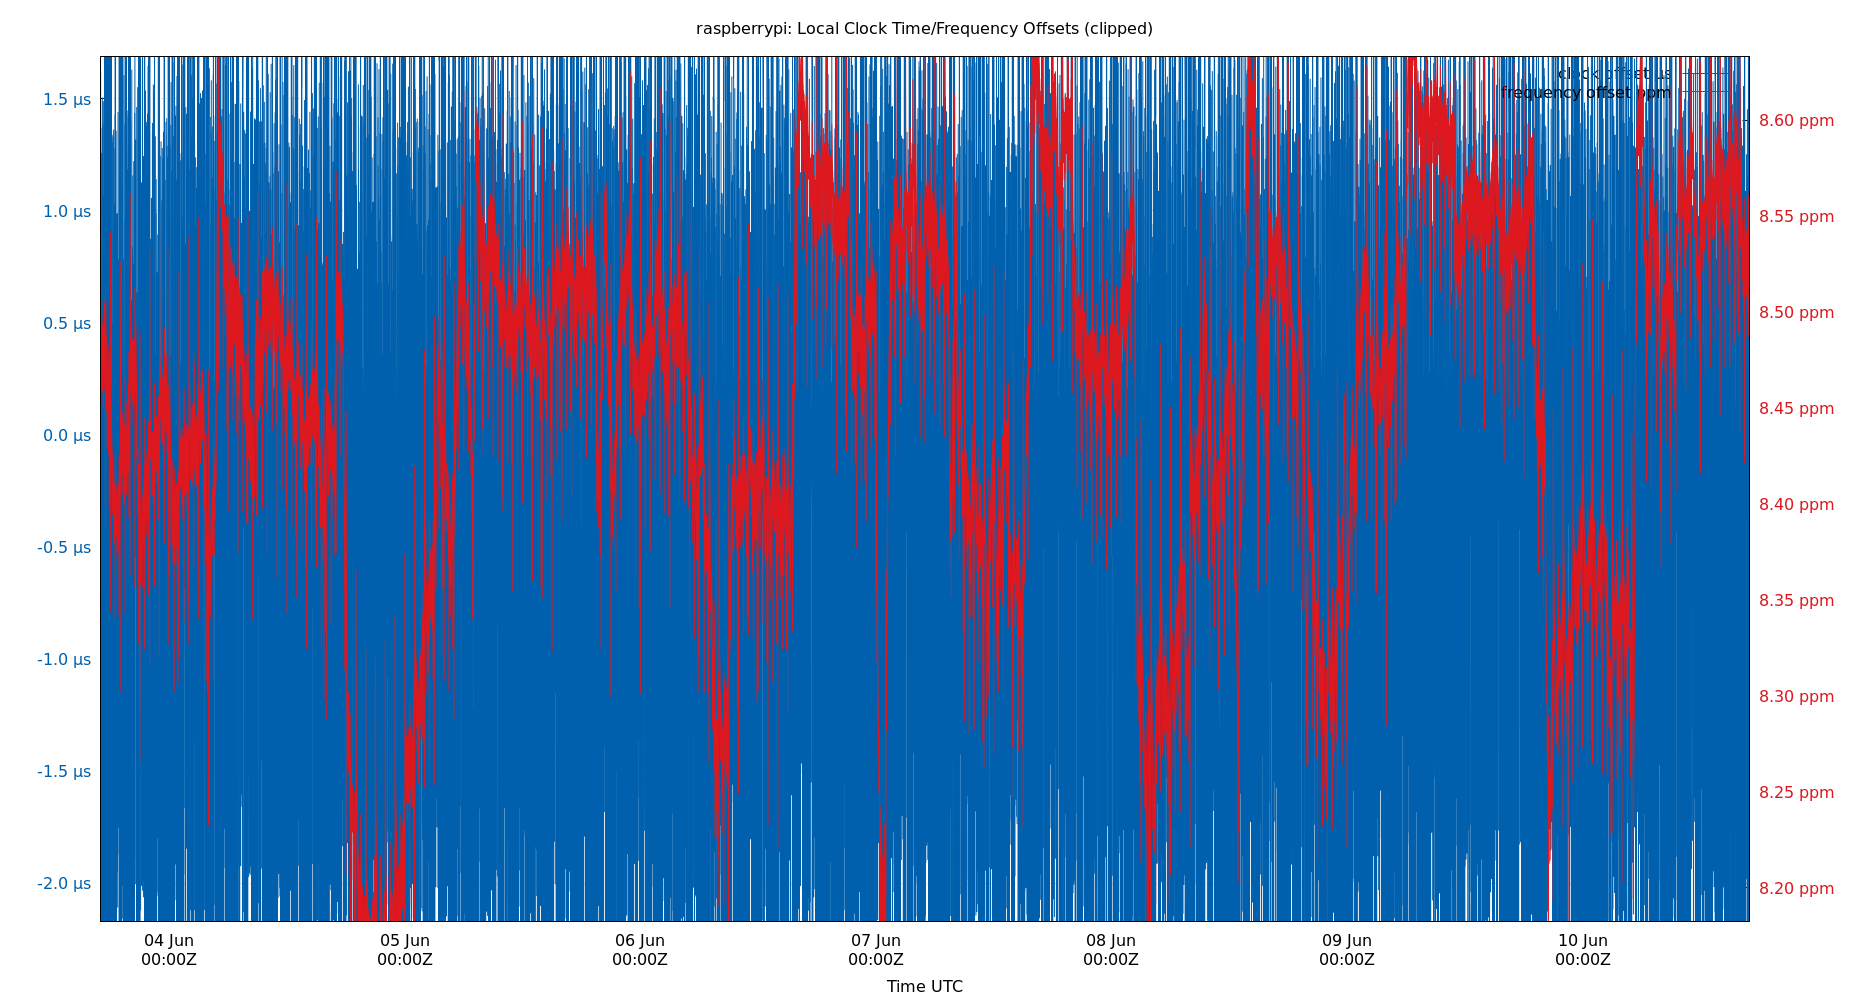 raspberrypi: Local Clock Time/Frequency Offsets (clipped)
clock offset µs
frequency offset ppm
1.5 µs
1.0 µs
0.5 µs
0.0 µs
-0.5 µs
-1.0 µs
-1.5 µs
-2.0 µs
8.60 ppm
8.55 ppm
8.50 ppm
8.45 ppm
8.40 ppm
8.35 ppm
8.30 ppm
8.25 ppm
8.20 ppm
04 Jun 05 Jun 06 Jun 07 Jun 08 Jun 09 Jun 10 Jun
00:00Z 00:00Z 00:00Z 00:00Z 00:00Z 00:00Z 00:00Z
Time UTC